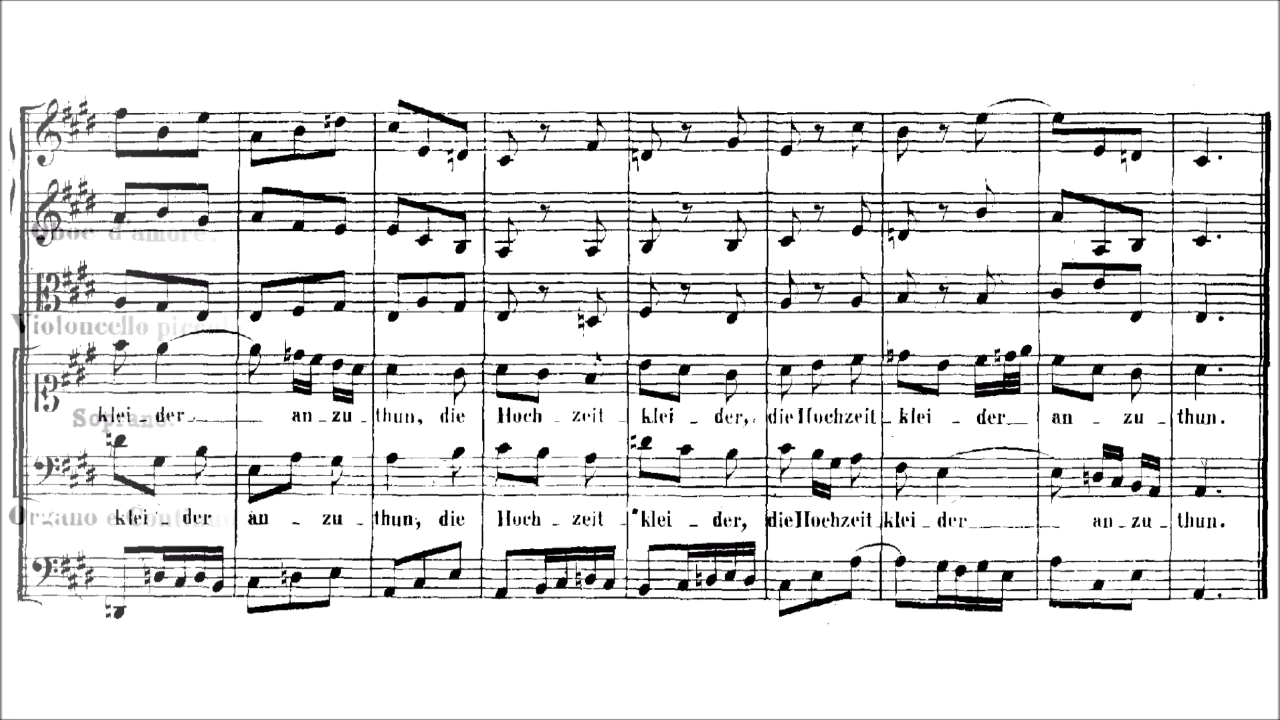 Oboe d'amore.
Violoncello piccolo
klei - der - an - zu - thun, die Hoch - zeit klei - der, die Hochzeit - klei - der - an - zu - thun.
Soprano.
klei - der an - zu - thun, die Hoch - zeit klei - der, die Hochzeit klei - der an - zu - thun.
Organo e Continuo